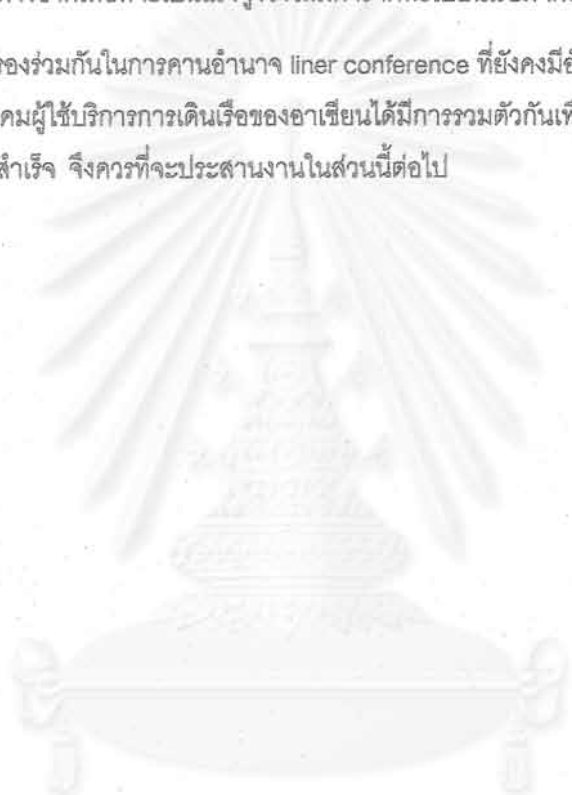 องร่วมกันในการคานอำนาจ liner conference ที่ยังคงมี
คมผู้ใช้บริการการเดินเรือของอาเซียนได้มีการรวมตัวกันเพื
สำเร็จ จึงควรที่จะประสานงานในส่วนนี้ต่อไป